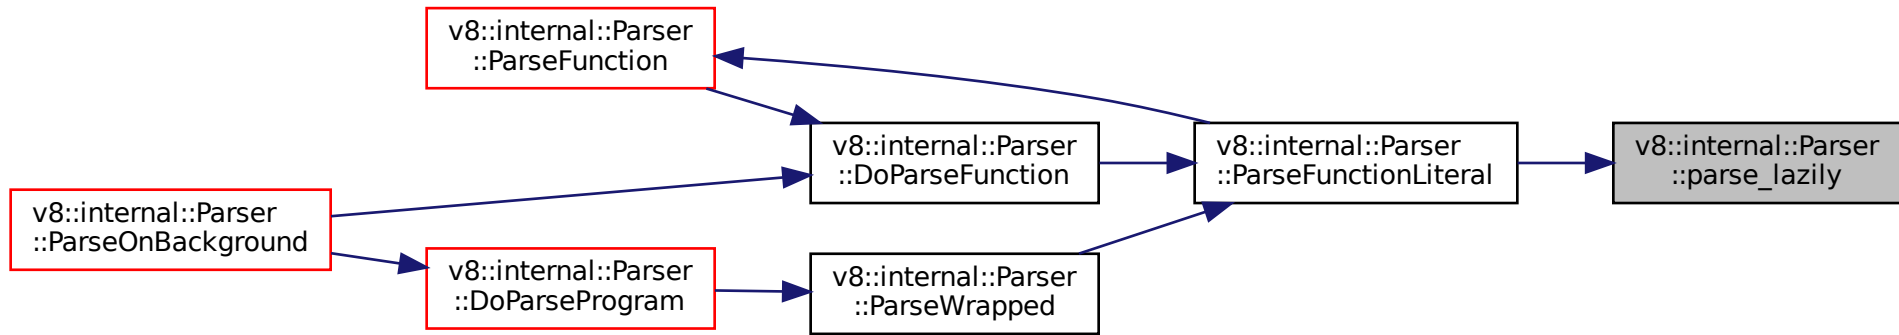 v8::internal::Parser
::ParseFunction
v8::internal::Parser
::DoParseFunction
v8::internal::Parser
::ParseFunctionLiteral
v8::internal::Parser
::parse_lazily
v8::internal::Parser
::ParseOnBackground
v8::internal::Parser
::DoParseProgram
v8::internal::Parser
::ParseWrapped